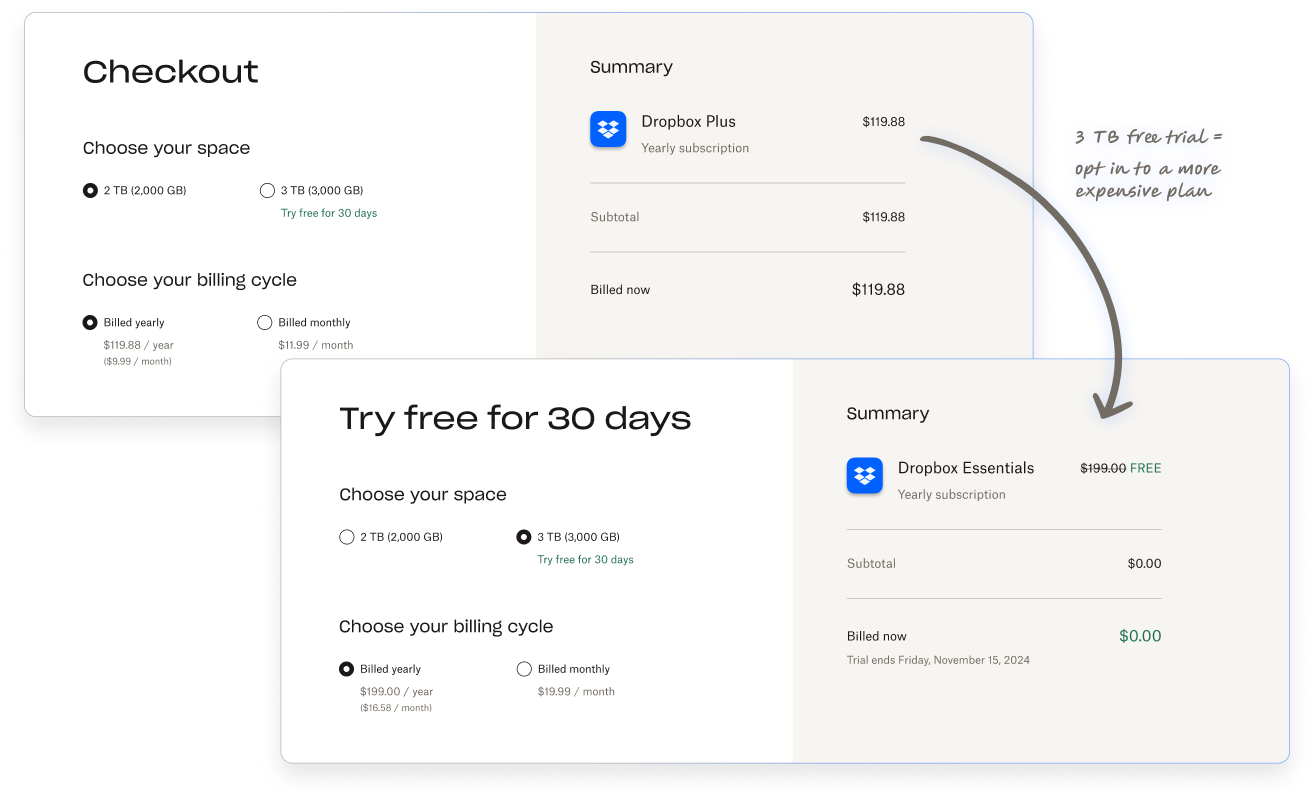 Checkout
Choose your space
2 TB (2,000 GB)
3 TB (3,000 GB)
Try free for 30 days
Choose your billing cycle
Billed yearly
$119.88 / year
($9.99 / month)
Billed monthly
$11.99 / month
Summary
Dropbox Plus
$119.88
Yearly subscription
Subtotal
$119.88
Billed now
$119.88
3 TB free trial =
opt in to a more
expensive plan
Try free for 30 days
Choose your space
2 TB (2,000 GB)
3 TB (3,000 GB)
Try free for 30 days
Choose your billing cycle
Billed yearly
$199.00 / year
($16.58 / month)
Billed monthly
$19.99 / month
Summary
Dropbox Essentials
$199.00 FREE
Yearly subscription
Subtotal
$0.00
Billed now
$0.00
Trial ends Friday, November 15, 2024